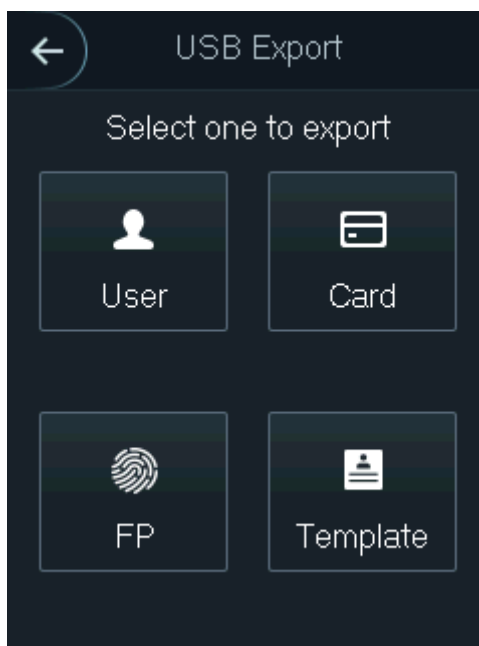 USB Export
Select one to export
User
Card
FP
Template